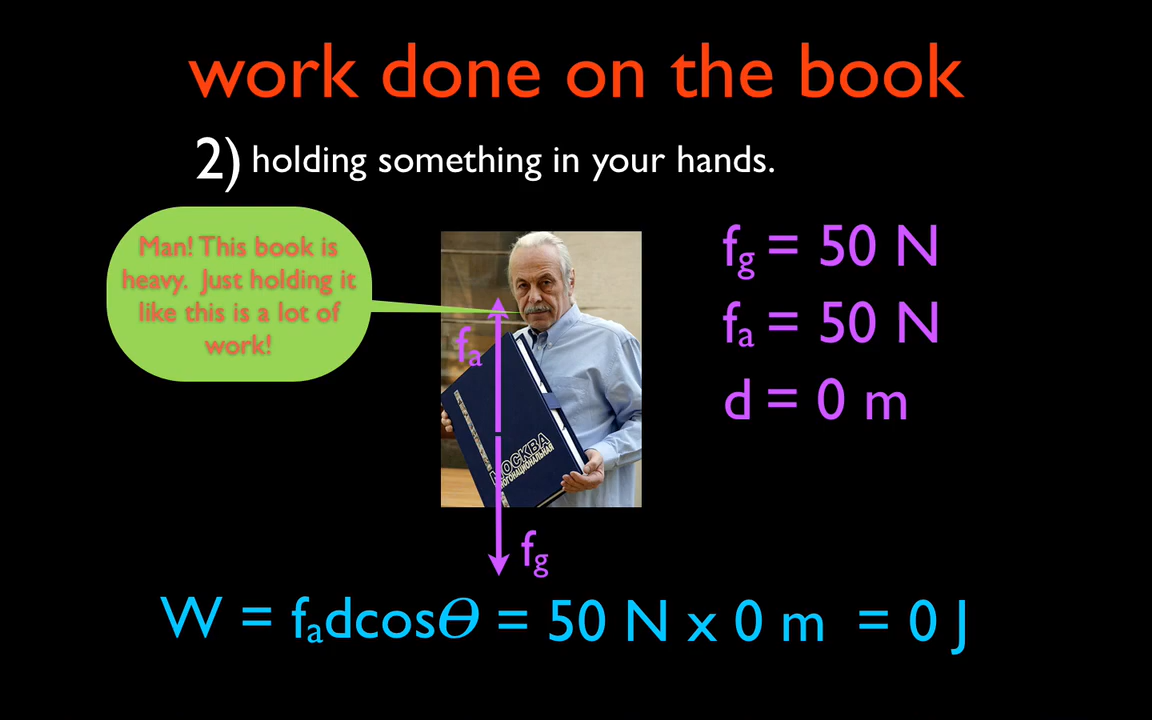 work done on the book
2) holding something in your hands.
Man! This book is
heavy. Just holding it
like this is a lot of
work!
fg = 50 N
fa = 50 N
d = 0 m
fa
МОСКВА
МНОГОНАЦИОНАЛЬНАЯ
fg
W = fadcosθ = 50 N x 0 m = 0 J